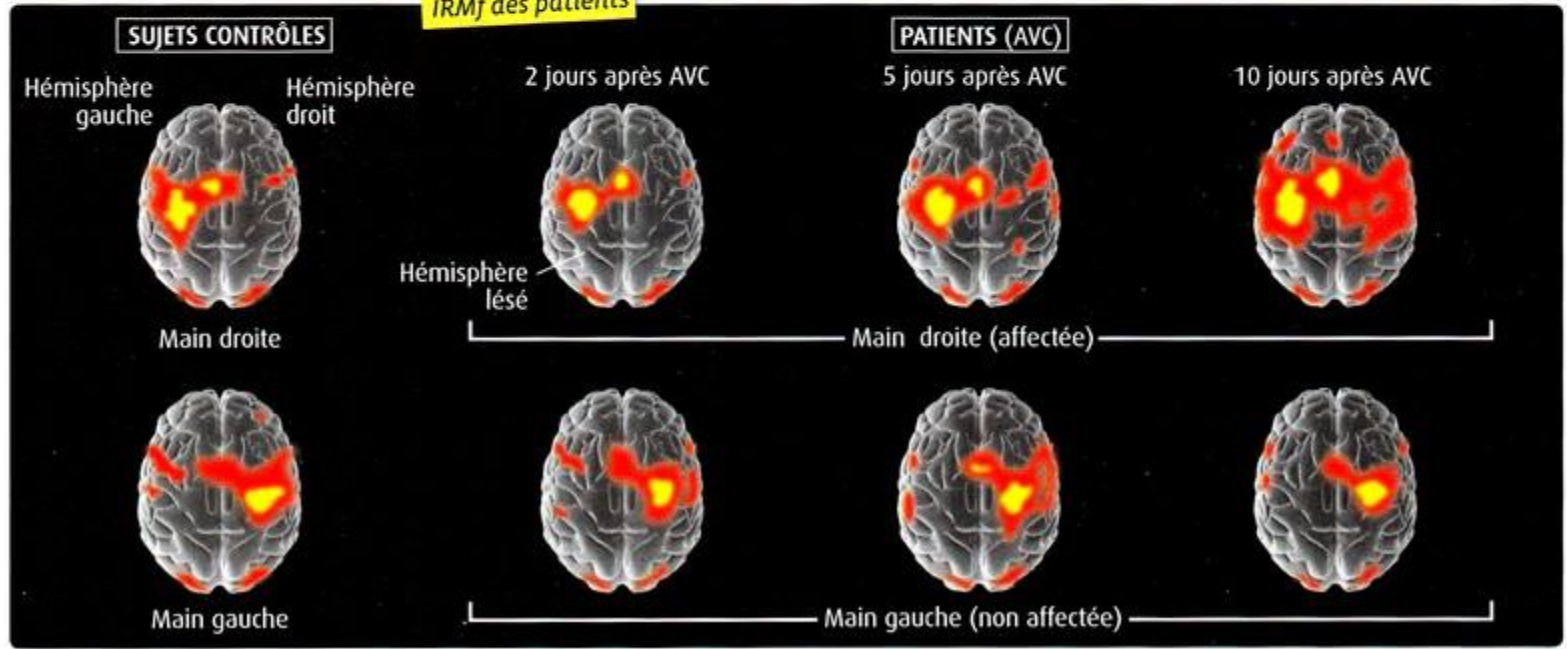 IRMf des patients
SUJETS CONTRÔLES
PATIENTS (AVC)
Hémisphère
gauche
Hémisphère
droit
2 jours après AVC
5 jours après AVC
10 jours après AVC
Hémisphère
lésé
Main droite
Main droite (affectée)
Main gauche
Main gauche (non affectée)